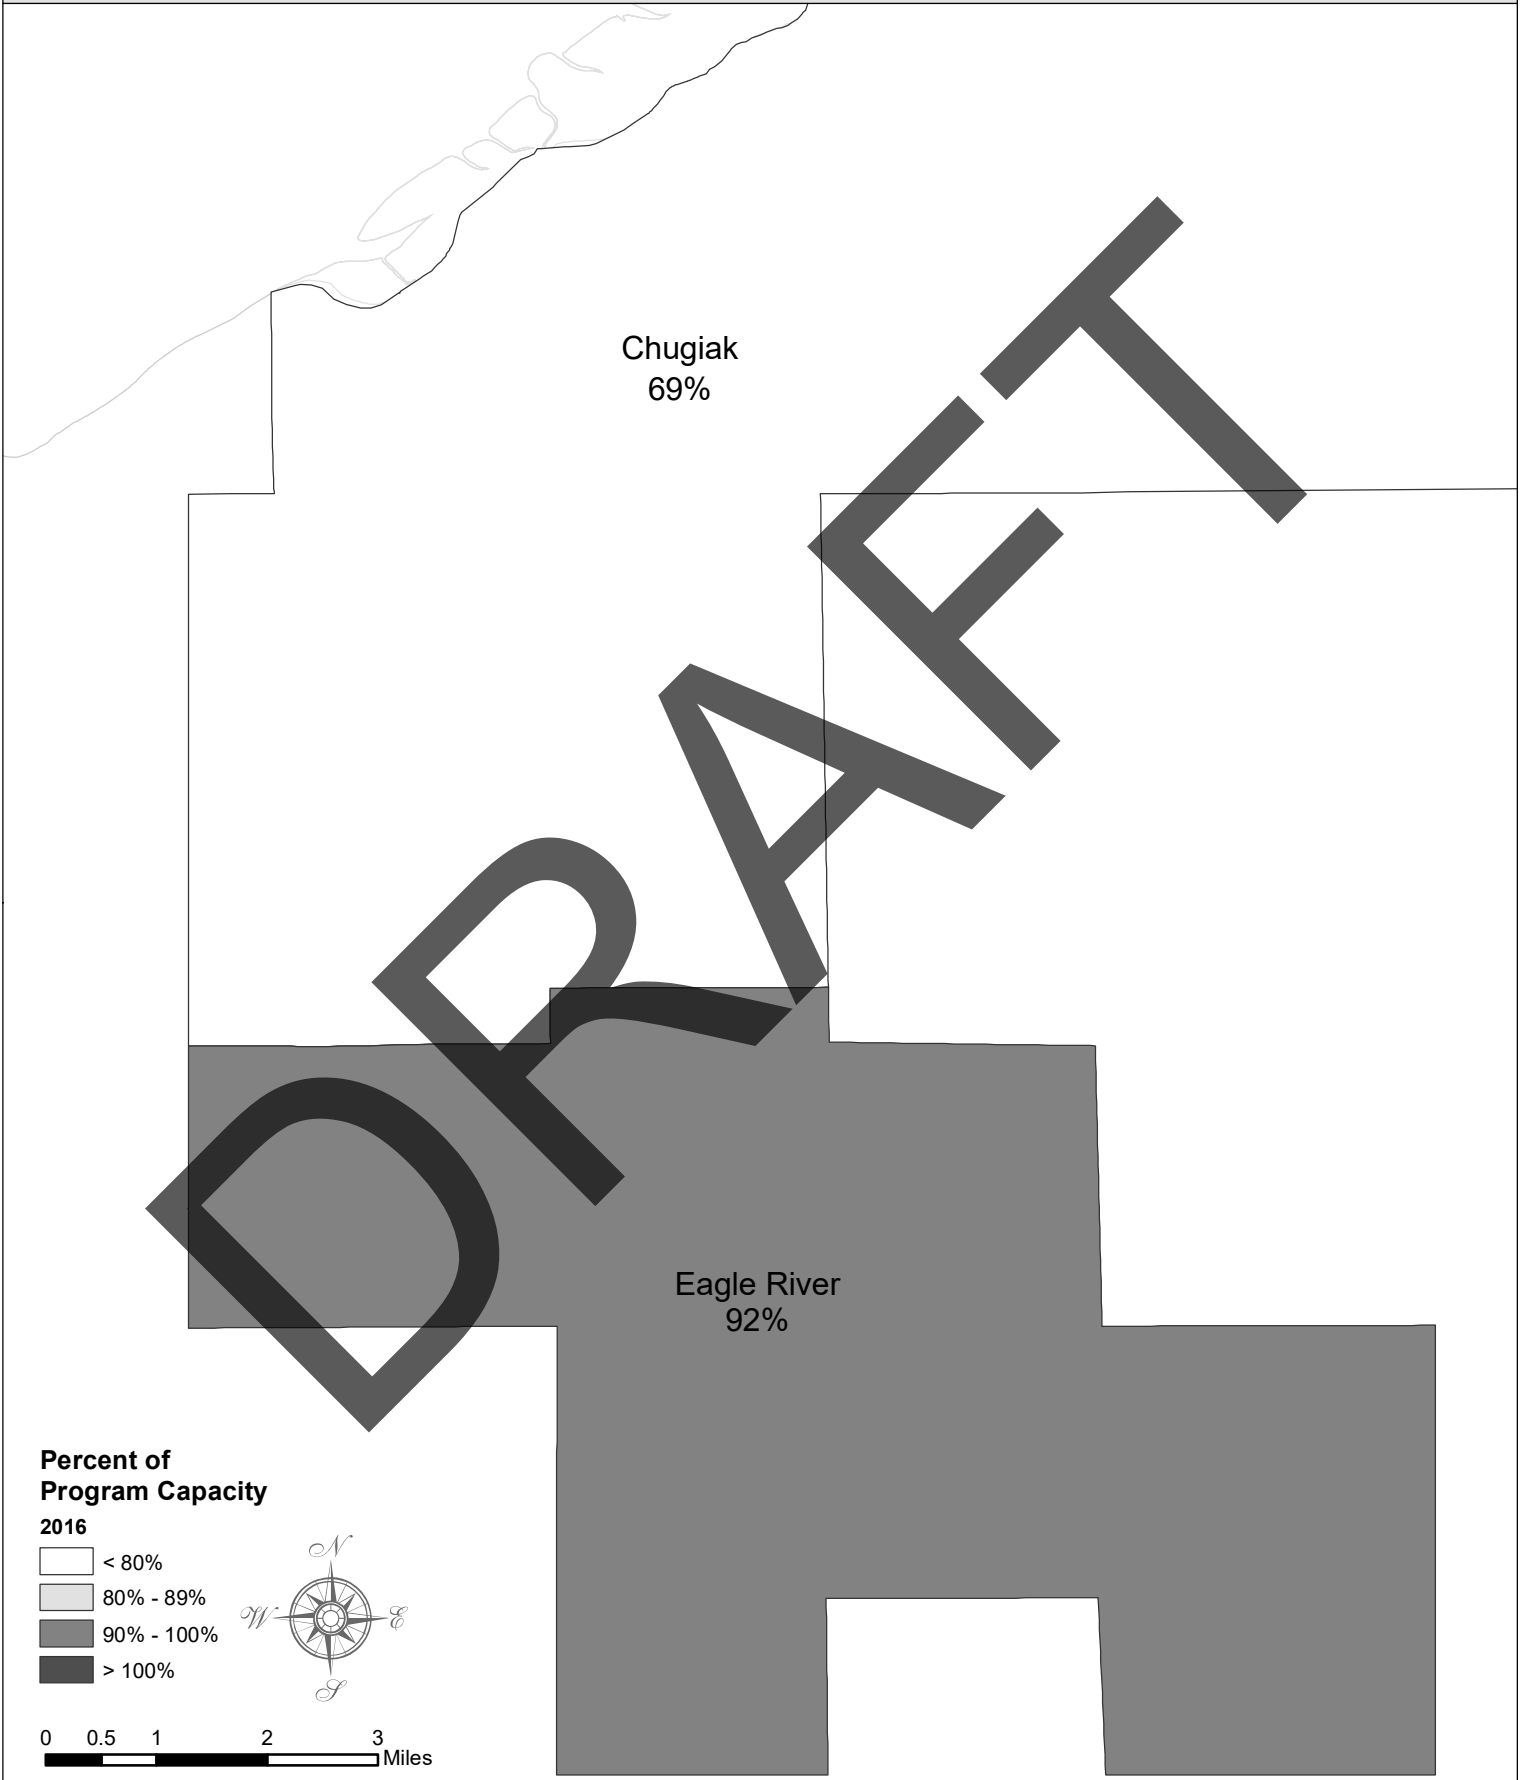 Chugiak
69%
DRAFT
Eagle River
92%
Percent of
Program Capacity
2016
< 80%
80% - 89%
90% - 100%
> 100%
N
W E
S
0 0.5 1 2 3
Miles